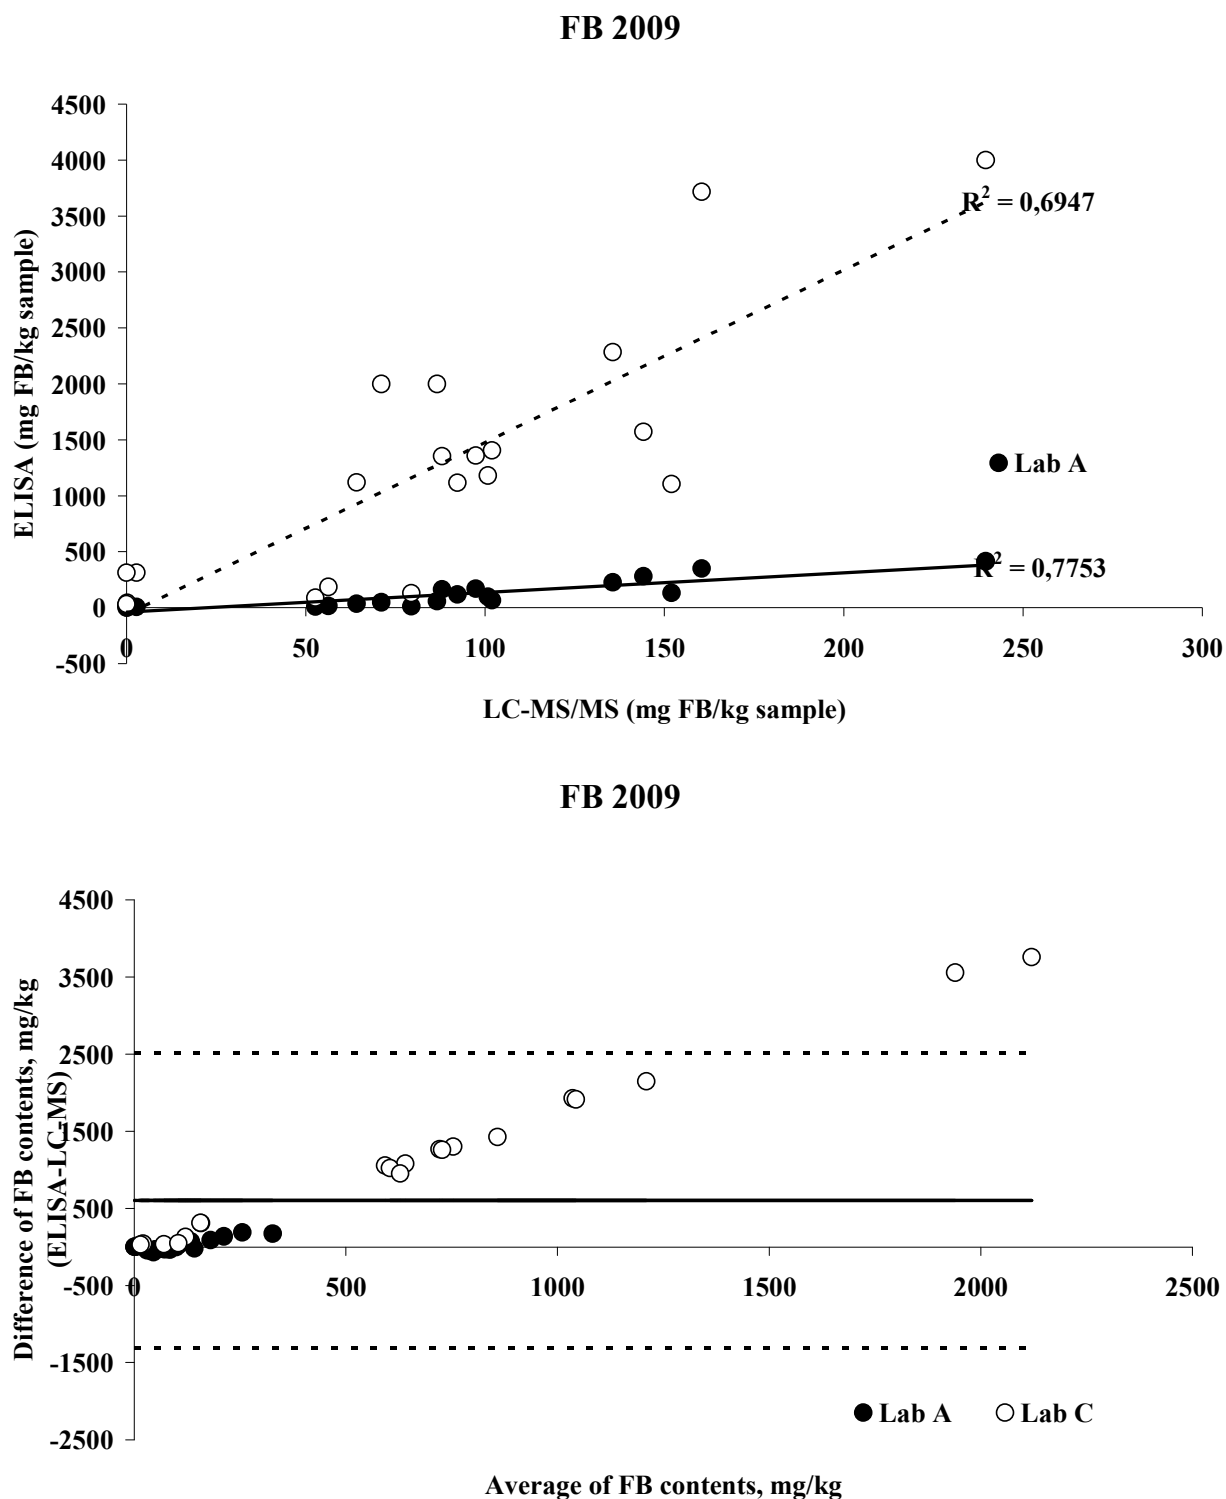 FB 2009
4500
4000
R2 = 0,6947
3500
3000
2500
2000
1500
Lab A
1000
500
R2 = 0,7753
0
-500
0 50 100 150 200 250 300
ELISA (mg FB/kg sample)
LC-MS/MS (mg FB/kg sample)
FB 2009
4500
3500
2500
1500
500
-500
-1500
-2500
0 500 1000 1500 2000 2500
Difference of FB contents, mg/kg
(ELISA-LC-MS)
Lab A Lab C
Average of FB contents, mg/kg